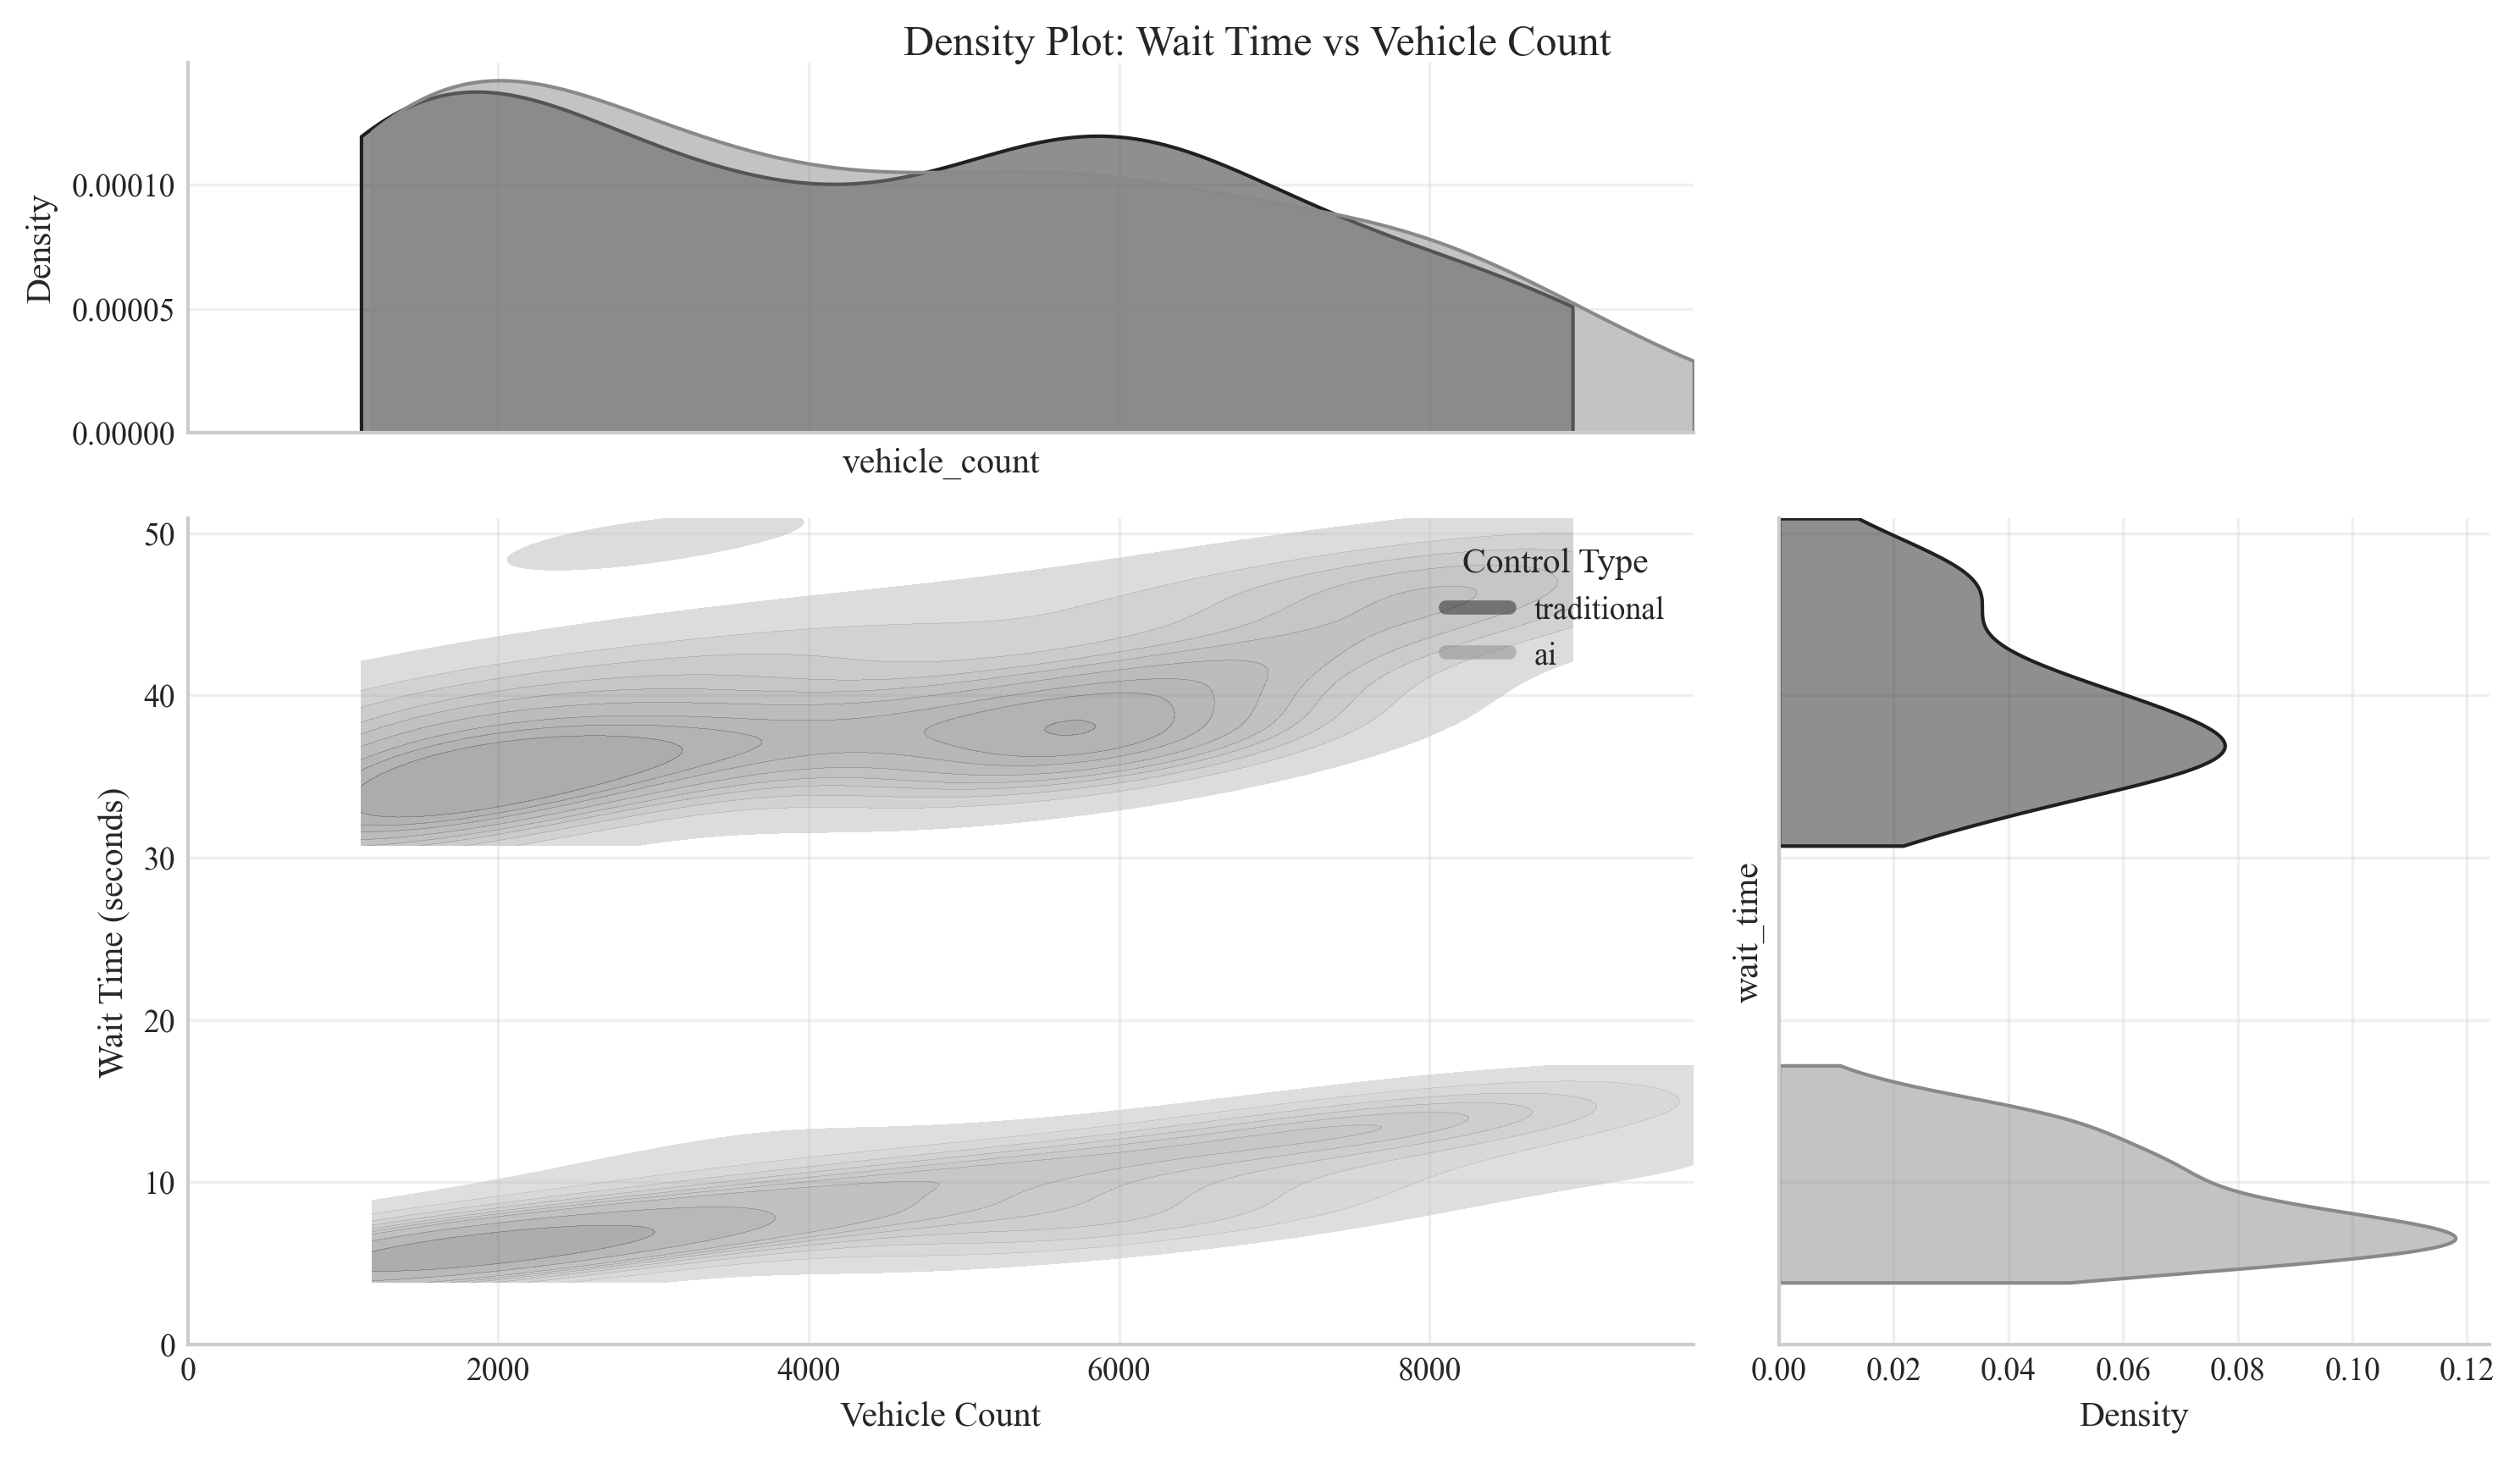 Density Plot: Wait Time vs Vehicle Count
Density
0.00010
0.00005
0.00000
vehicle_count
Wait Time (seconds)
50
40
30
20
10
0
Control Type
traditional
ai
0 2000 4000 6000 8000
Vehicle Count
wait_time
0.00 0.02 0.04 0.06 0.08 0.10 0.12
Density